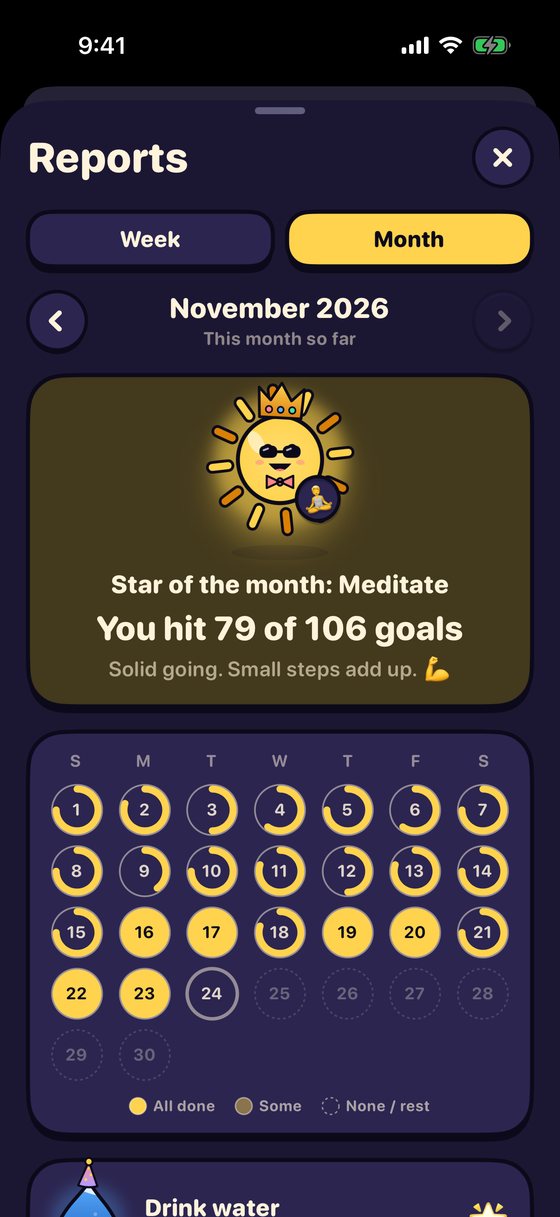 9:41
Reports
Week
Month
November 2026
This month so far
Star of the month: Meditate
You hit 79 of 106 goals
Solid going. Small steps add up. 💪
S M T W T F S
1 2 3 4 5 6 7
8 9 10 11 12 13 14
15 16 17 18 19 20 21
22 23 24 25 26 27 28
29 30
All done Some None / rest
Drink water